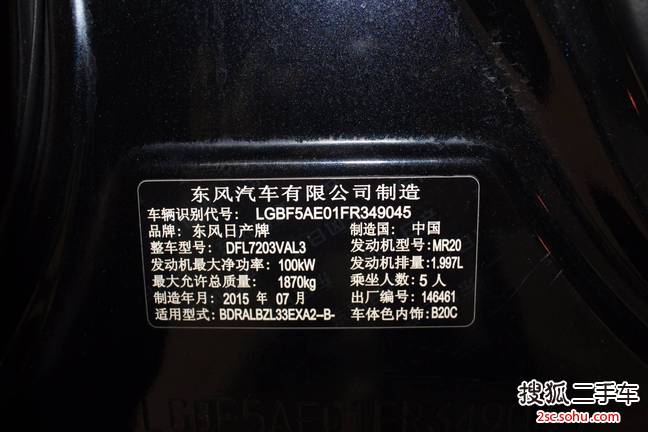 东风汽车有限公司制造
车辆识别代号: LGBF5AE01FR349045
品牌: 东风日产牌 制造国: 中国
整车型号: DFL7203VAL3 发动机型号: MR20
发动机最大净功率: 100kW 发动机排量: 1.997L
最大允许总质量: 1870kg 乘坐人数: 5 人
制造年月: 2015 年 07 月 出厂编号: 146461
适用型式: BDRALBZL33EXA2-B- 车体色内饰: B20C
搜狐二手车
2sc.sohu.com